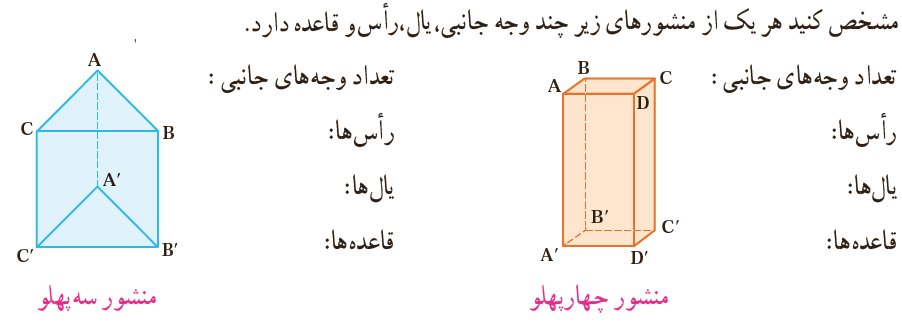 مشخص کنید هر یک از منشورهای زیر چند وجه جانبی،یال،رأس و قاعده دارد.
تعداد وجه‌های جانبی :
رأس‌ها:
یال‌ها:
قاعده‌ها:
B
C
A
D
B′
C′
A′
D′
منشور چهارپهلو
تعداد وجه‌های جانبی :
رأس‌ها:
یال‌ها:
قاعده‌ها:
A
C
B
A′
C′
B′
منشور سه‌پهلو